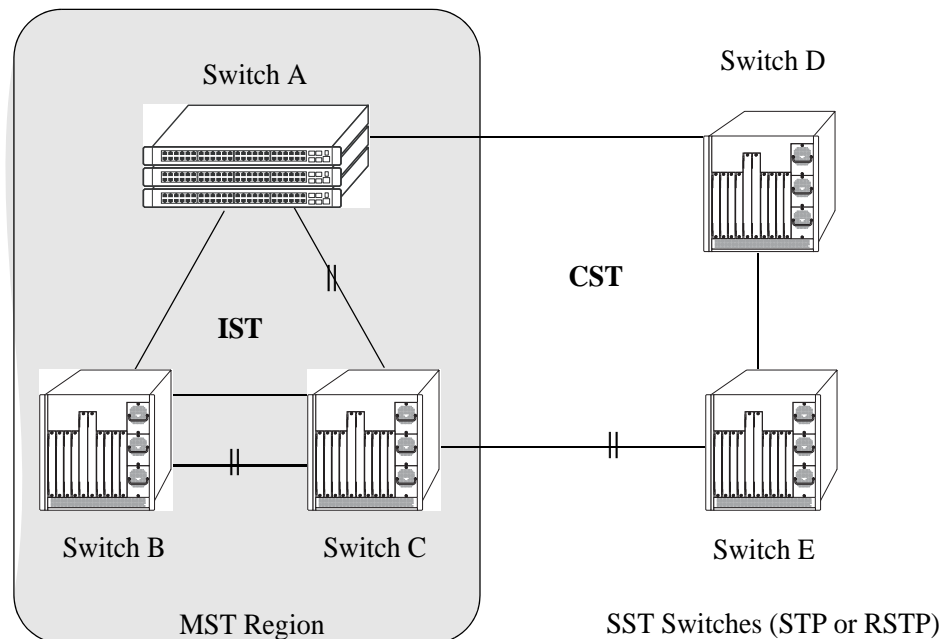 Switch A
Switch D
CST
IST
Switch B
Switch C
Switch E
MST Region
SST Switches (STP or RSTP)